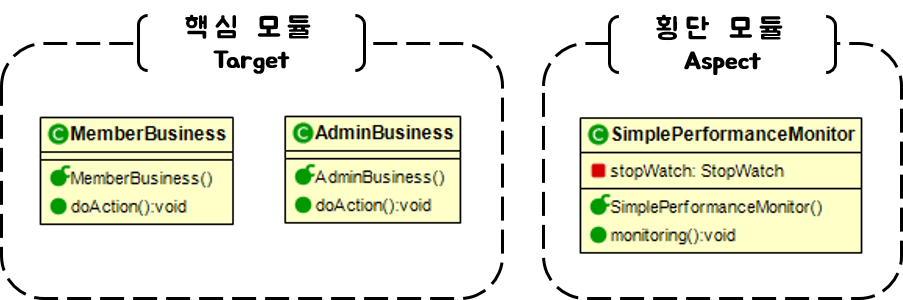 핵심 모듈
Target
C MemberBusiness
MemberBusiness()
doAction():void
C AdminBusiness
AdminBusiness()
doAction():void
횡단 모듈
Aspect
C SimplePerformanceMonitor
stopWatch: StopWatch
SimplePerformanceMonitor()
monitoring():void